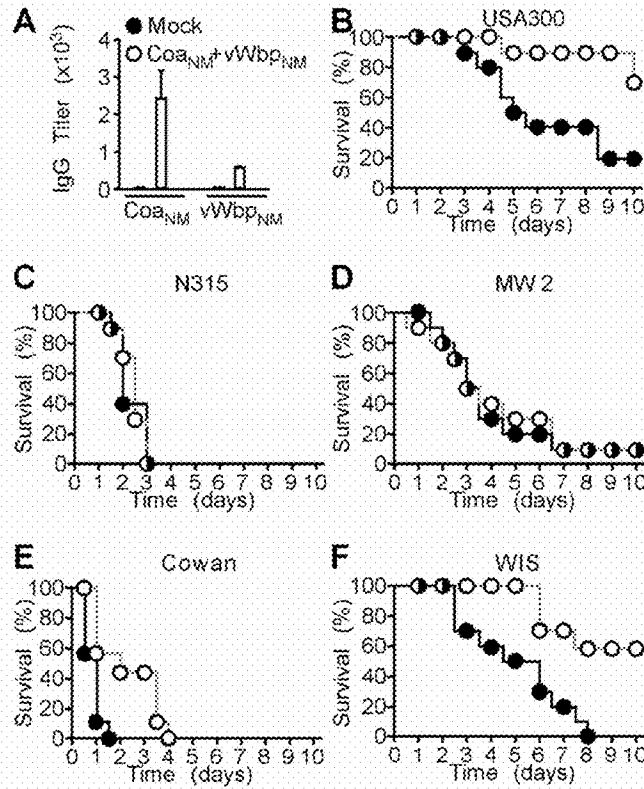 A
Mock
Coa_NM+vWbp_NM
IgG Titer (x10³)
4
3
2
1
0
Coa_NM vWbp_NM
B USA300
Survival (%)
100
80
60
40
20
0
0 1 2 3 4 5 6 7 8 9 10
Time (days)
C N315
Survival (%)
100
80
60
40
20
0
0 1 2 3 4 5 6 7 8 9 10
Time (days)
D MW2
Survival (%)
100
80
60
40
20
0
0 1 2 3 4 5 6 7 8 9 10
Time (days)
E Cowan
Survival (%)
100
80
60
40
20
0
0 1 2 3 4 5 6 7 8 9 10
Time (days)
F WIS
Survival (%)
100
80
60
40
20
0
0 1 2 3 4 5 6 7 8 9 10
Time (days)